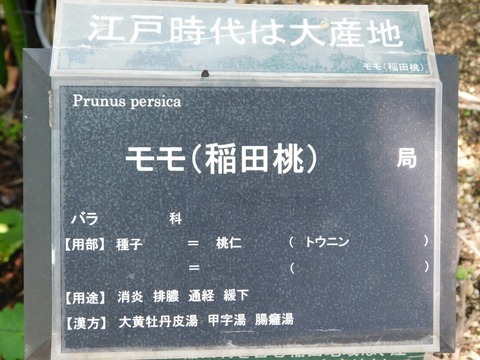 江戸時代は大産地
モモ(稲田桃)
Prunus persica
モモ(稲田桃) 局
バラ 科
【用部】 種子 = 桃仁 ( トウニン )
= ( )
【用途】 消炎 排膿 通経 緩下
【漢方】 大黄牡丹皮湯 甲字湯 腸癰湯